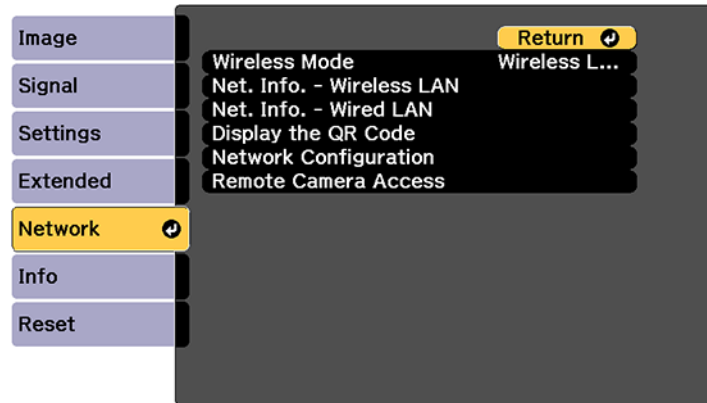 Image
Signal
Settings
Extended
Network
Info
Reset
Return
Wireless Mode Wireless L...
Net. Info. - Wireless LAN
Net. Info. - Wired LAN
Display the QR Code
Network Configuration
Remote Camera Access